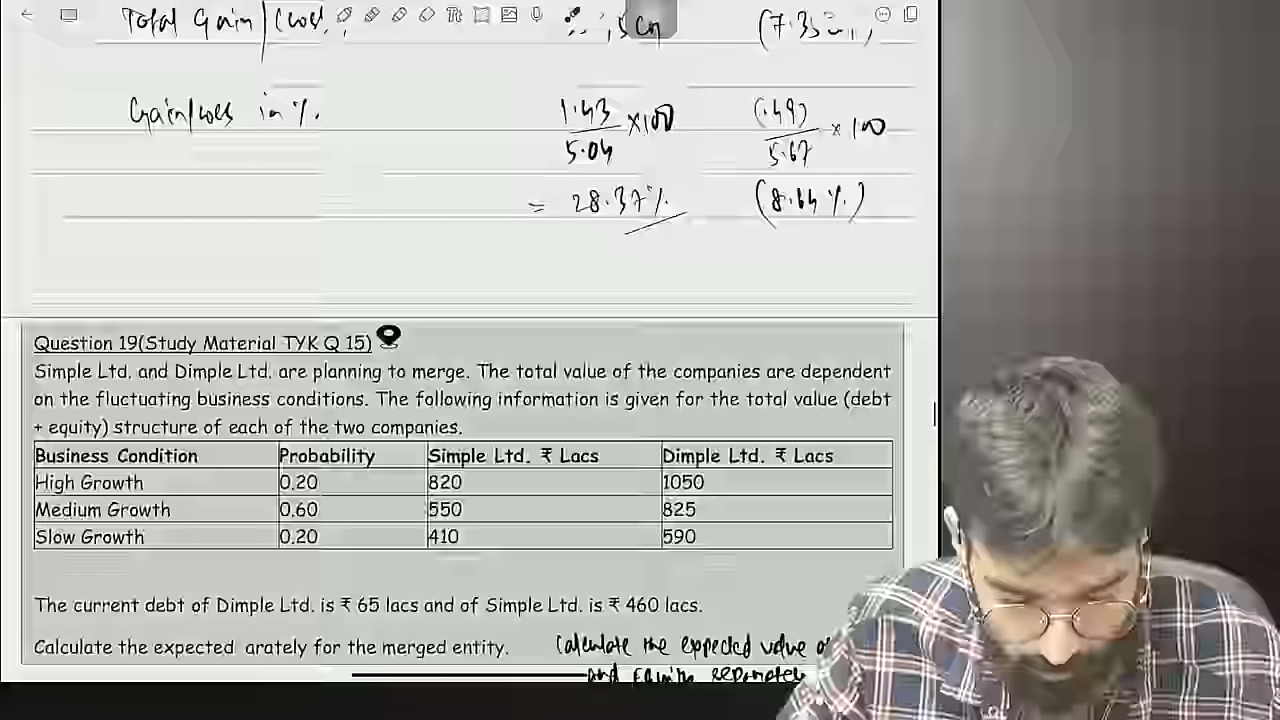 Total Gain/(Loss)
Gain/Loss in %.
1.43 / 5.04 ×100
(.49) / 5.67 × 100
= 28.37%
(8.64%)
Question 19(Study Material TYK Q 15)
Simple Ltd. and Dimple Ltd. are planning to merge. The total value of the companies are dependent
on the fluctuating business conditions. The following information is given for the total value (debt
+ equity) structure of each of the two companies.
Business Condition Probability Simple Ltd. ₹ Lacs Dimple Ltd. ₹ Lacs
High Growth 0.20 820 1050
Medium Growth 0.60 550 825
Slow Growth 0.20 410 590
The current debt of Dimple Ltd. is ₹ 65 lacs and of Simple Ltd. is ₹ 460 lacs.
Calculate the expected arately for the merged entity. Calculate the expected value
and Equity seperately